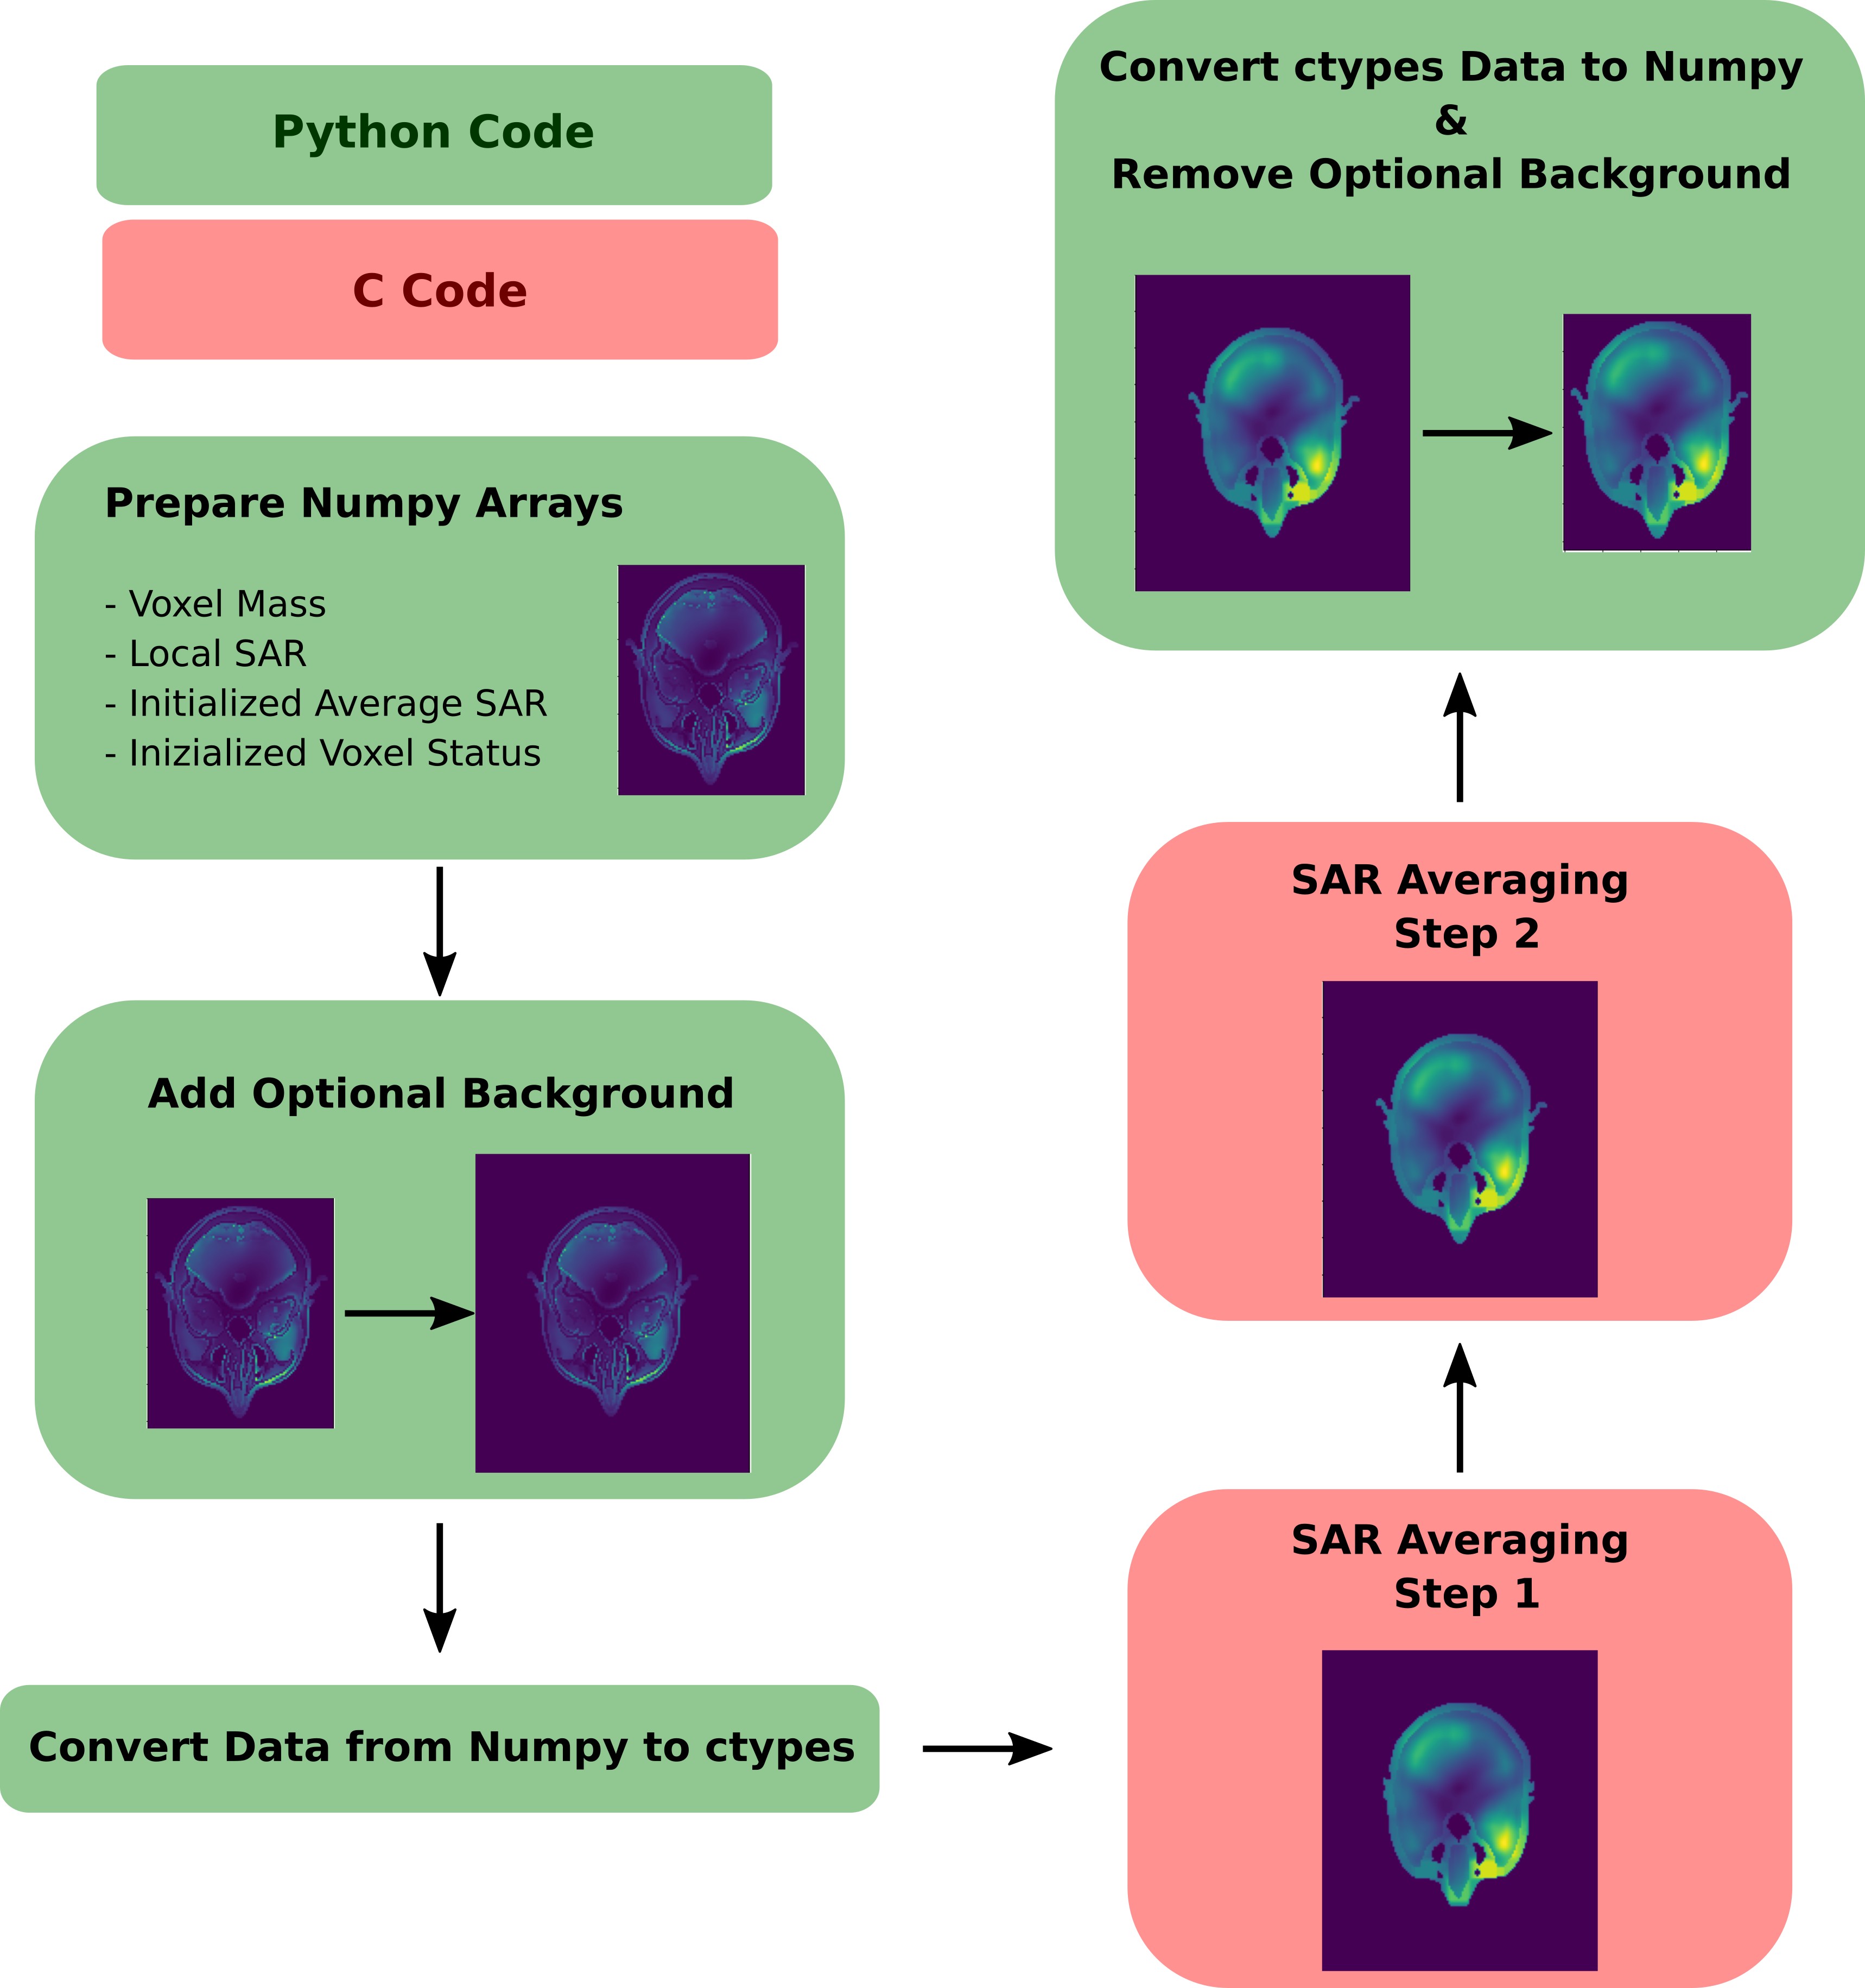 Python Code
C Code
Prepare Numpy Arrays
- Voxel Mass
- Local SAR
- Initialized Average SAR
- Inizialized Voxel Status
Add Optional Background
Convert Data from Numpy to ctypes
SAR Averaging
Step 1
SAR Averaging
Step 2
Convert ctypes Data to Numpy
&
Remove Optional Background